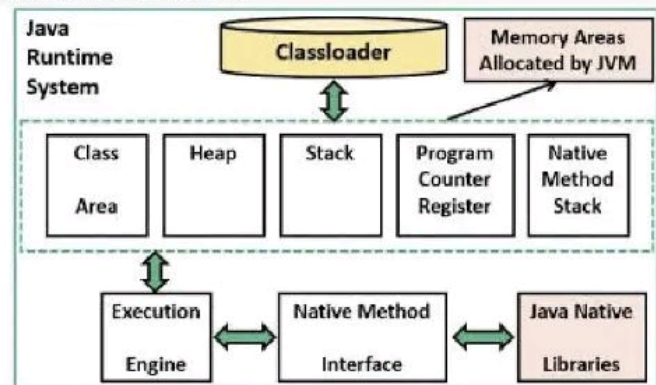 Java
Runtime
System
Classloader
Memory Areas
Allocated by JVM
Class
Area
Heap
Stack
Program
Counter
Register
Native
Method
Stack
Execution
Engine
Native Method
Interface
Java Native
Libraries